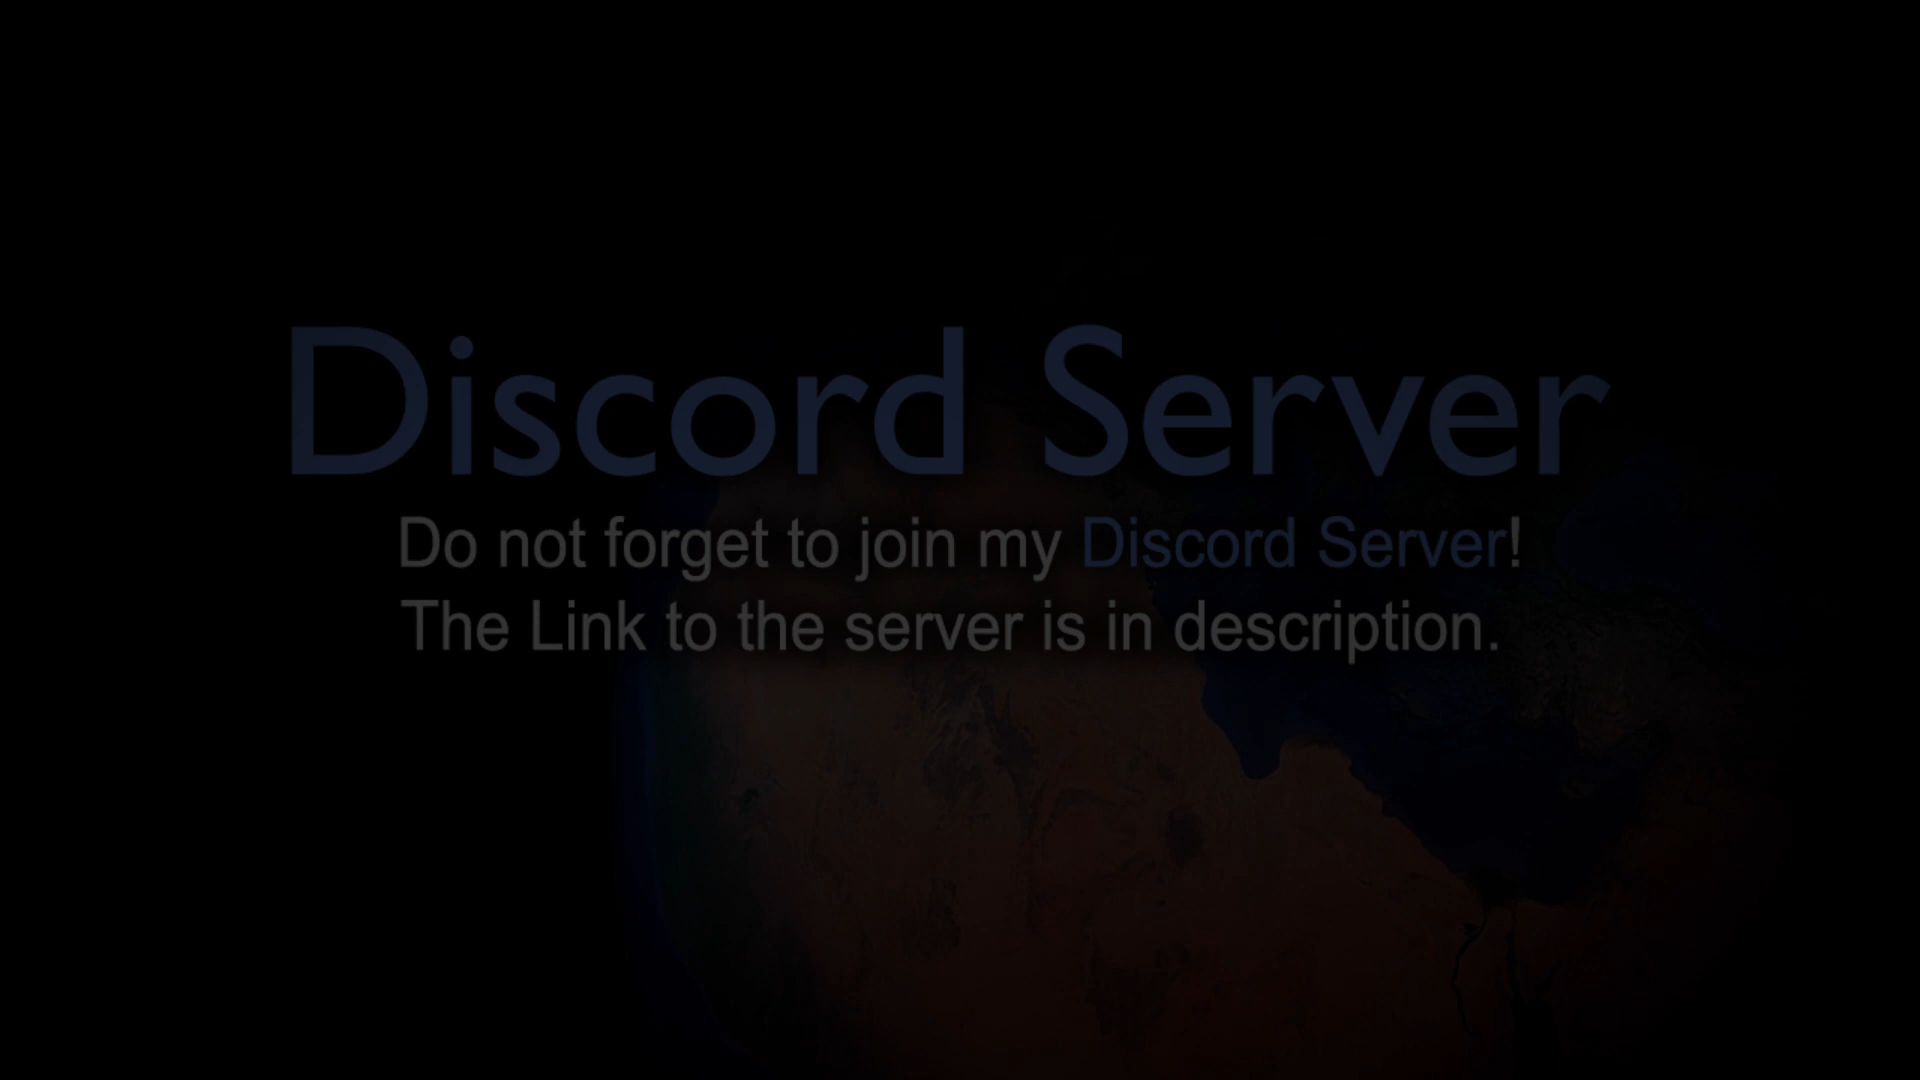 Discord Server
Do not forget to join my Discord Server!
The Link to the server is in description.